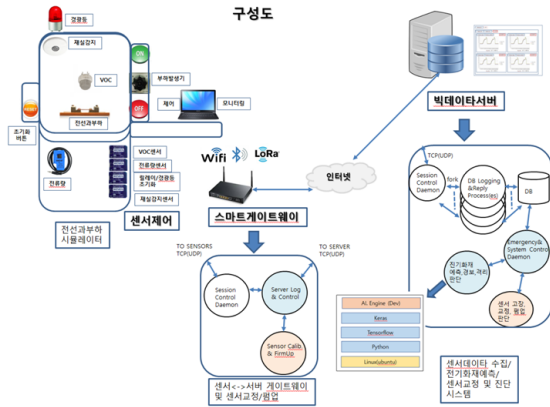 구성도
경광등
재실감지
VOC
전선과부하
ON
부하발생기
OFF
제어
모니터링
초기화
버튼
전류량
VOC센서
전류량센서
릴레이/경광등
초기화
재실감지센서
전선과부하
시뮬레이터
센서제어
Wifi
LoRa
스마트게이트웨이
인터넷
빅데이타서버
TO SENSORS
TCP(UDP)
TO SERVER
TCP(UDP)
Session
Control
Daemon
Server Log
& Control
Sensor Calib.
& FirmUp
센서<->서버 게이트웨이
및 센서교정/펌업
TCP(UDP)
Session
Control
Daemon
fork
DB Logging
&Reply
Process(es)
DB
Emergency&
System Control
Daemon
전기화재
예측,경보,격리
판단
센서 고장,
교정, 펌업
판단
AI. Engine (Dev)
Keras
Tensorflow
Python
Linux(ubuntu)
센서데이타 수집/
전기화재예측/
센서교정 및 진단
시스템